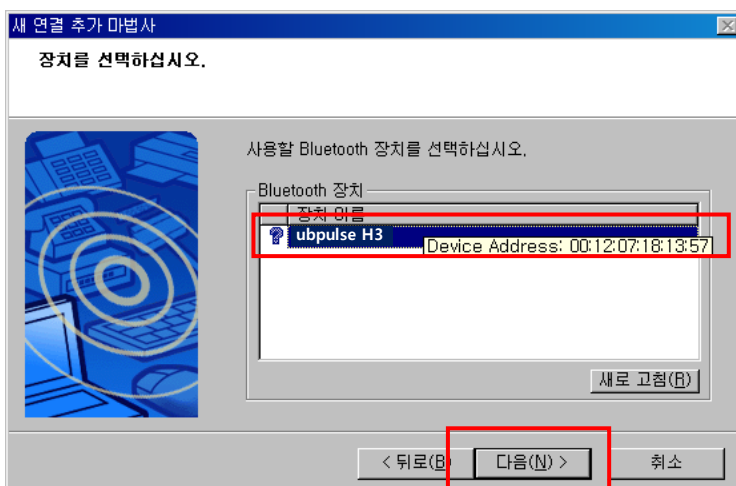 새 연결 추가 마법사
장치를 선택하십시오.
사용할 Bluetooth 장치를 선택하십시오.
Bluetooth 장치
장치 이름
ubpulse H3
Device Address: 00:12:07:18:13:57
새로 고침(R)
< 뒤로(B)
다음(N) >
취소